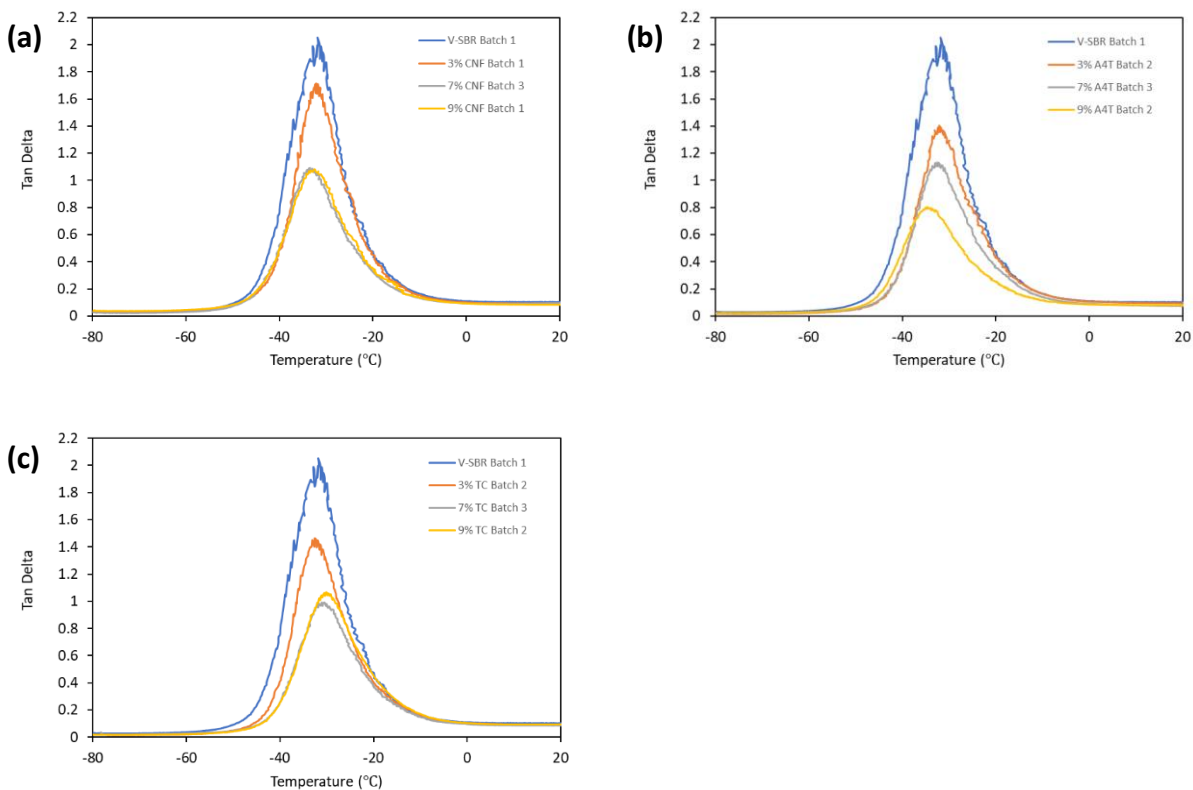 (a)
2.2
2
1.8
1.6
1.4
1.2
1
0.8
0.6
0.4
0.2
0
Tan Delta
V-SBR Batch 1
3% CNF Batch 1
7% CNF Batch 3
9% CNF Batch 1
-80
-60
-40
-20
0
20
Temperature (°C)
(b)
2.2
2
1.8
1.6
1.4
1.2
1
0.8
0.6
0.4
0.2
0
Tan Delta
V-SBR Batch 1
3% A4T Batch 2
7% A4T Batch 3
9% A4T Batch 2
-80
-60
-40
-20
0
20
Temperature (°C)
(c)
2.2
2
1.8
1.6
1.4
1.2
1
0.8
0.6
0.4
0.2
0
Tan Delta
V-SBR Batch 1
3% TC Batch 2
7% TC Batch 3
9% TC Batch 2
-80
-60
-40
-20
0
20
Temperature (°C)